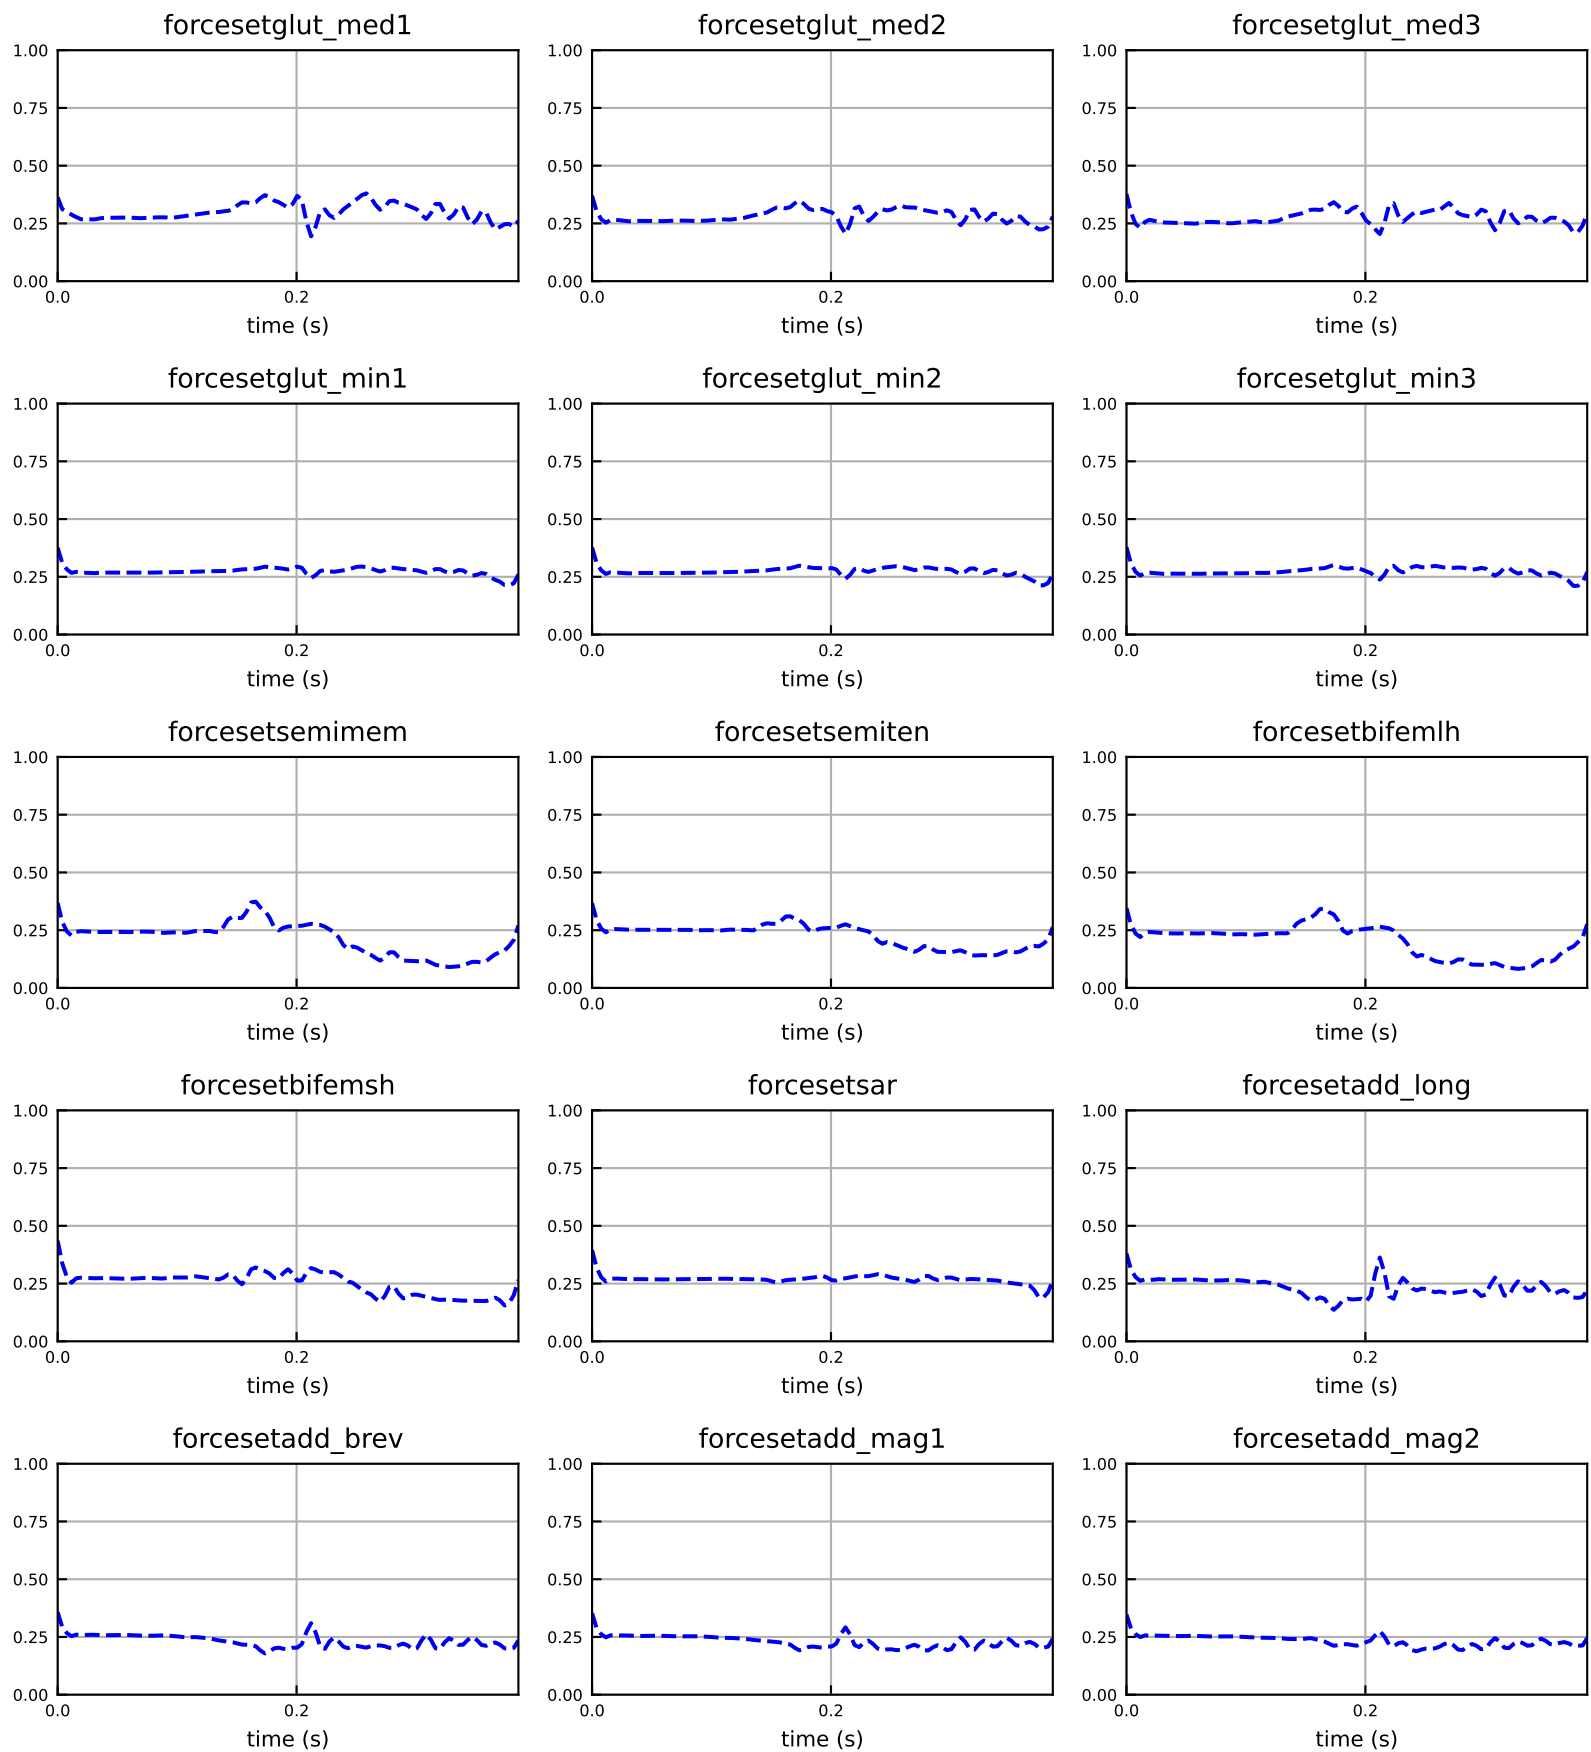 forcesetglut_med1 forcesetglut_med2 forcesetglut_med3
1.00 1.00 1.00
0.75 0.75 0.75
0.50 0.50 0.50
0.25 0.25 0.25
0.00 0.00 0.00
0.0 0.2 0.0 0.2 0.0 0.2
time (s) time (s) time (s)
forcesetglut_min1 forcesetglut_min2 forcesetglut_min3
1.00 1.00 1.00
0.75 0.75 0.75
0.50 0.50 0.50
0.25 0.25 0.25
0.00 0.00 0.00
0.0 0.2 0.0 0.2 0.0 0.2
time (s) time (s) time (s)
forcesetsemimem forcesetsemiten forcesetbifemlh
1.00 1.00 1.00
0.75 0.75 0.75
0.50 0.50 0.50
0.25 0.25 0.25
0.00 0.00 0.00
0.0 0.2 0.0 0.2 0.0 0.2
time (s) time (s) time (s)
forcesetbifemsh forcesetsar forcesetadd_long
1.00 1.00 1.00
0.75 0.75 0.75
0.50 0.50 0.50
0.25 0.25 0.25
0.00 0.00 0.00
0.0 0.2 0.0 0.2 0.0 0.2
time (s) time (s) time (s)
forcesetadd_brev forcesetadd_mag1 forcesetadd_mag2
1.00 1.00 1.00
0.75 0.75 0.75
0.50 0.50 0.50
0.25 0.25 0.25
0.00 0.00 0.00
0.0 0.2 0.0 0.2 0.0 0.2
time (s) time (s) time (s)